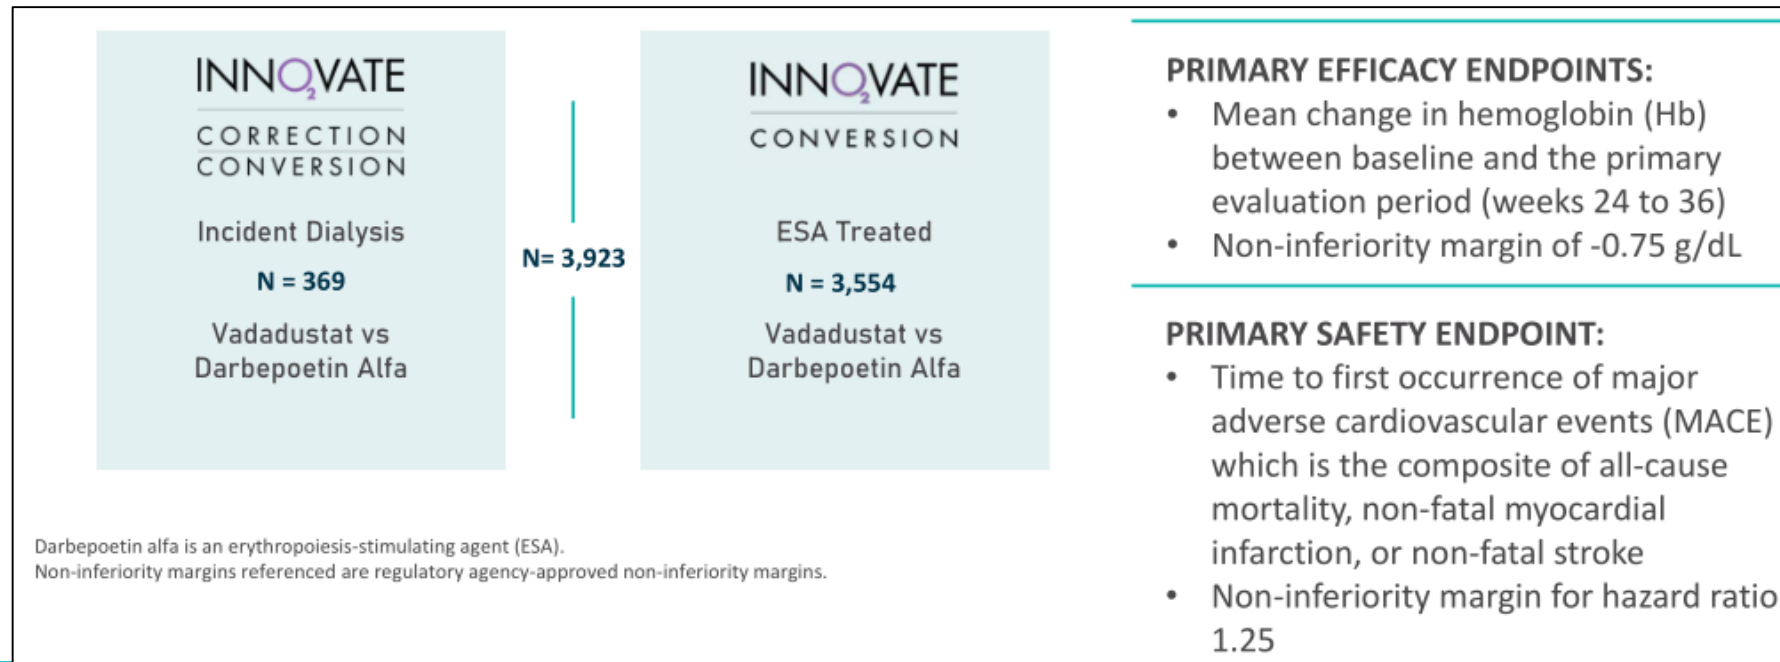 INNO₂VATE
CORRECTION
CONVERSION
Incident Dialysis
N = 369
Vadadustat vs
Darbepoetin Alfa
N= 3,923
INNO₂VATE
CONVERSION
ESA Treated
N = 3,554
Vadadustat vs
Darbepoetin Alfa
Darbepoetin alfa is an erythropoiesis-stimulating agent (ESA).
Non-inferiority margins referenced are regulatory agency-approved non-inferiority margins.
PRIMARY EFFICACY ENDPOINTS:
• Mean change in hemoglobin (Hb)
between baseline and the primary
evaluation period (weeks 24 to 36)
• Non-inferiority margin of -0.75 g/dL
PRIMARY SAFETY ENDPOINT:
• Time to first occurrence of major
adverse cardiovascular events (MACE)
which is the composite of all-cause
mortality, non-fatal myocardial
infarction, or non-fatal stroke
• Non-inferiority margin for hazard ratio
1.25